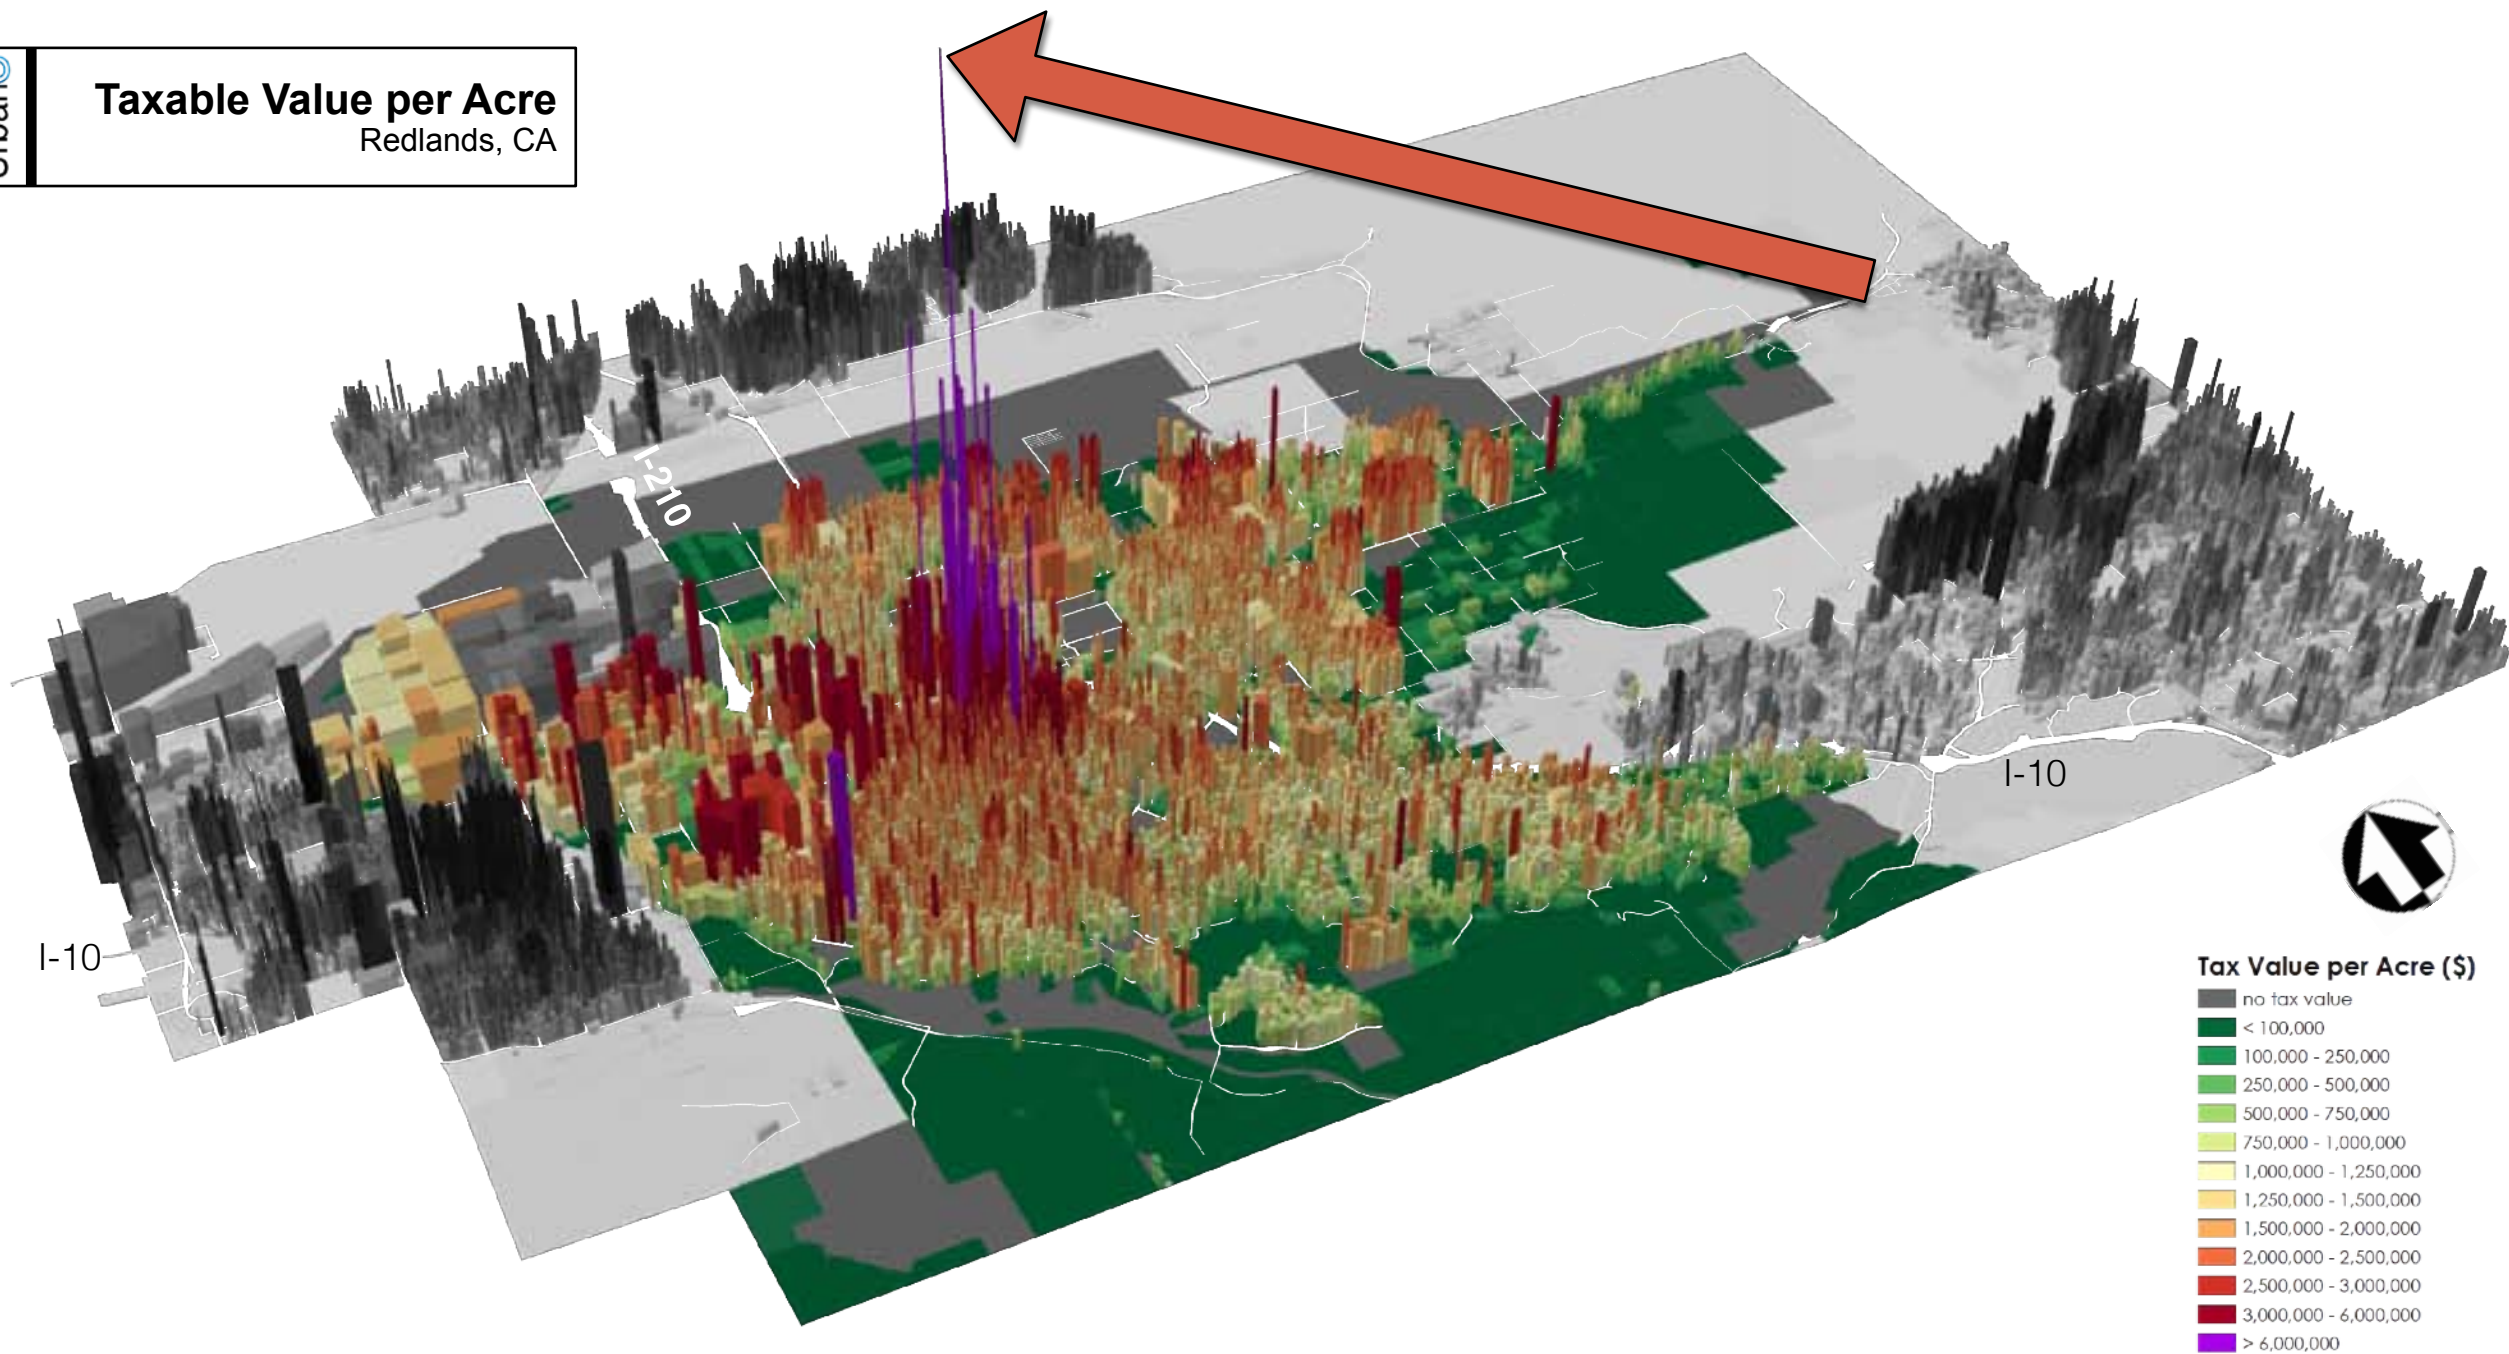 Taxable Value per Acre
Redlands, CA
I-210
I-10
I-10
Tax Value per Acre ($)
no tax value
< 100,000
100,000 - 250,000
250,000 - 500,000
500,000 - 750,000
750,000 - 1,000,000
1,000,000 - 1,250,000
1,250,000 - 1,500,000
1,500,000 - 2,000,000
2,000,000 - 2,500,000
2,500,000 - 3,000,000
3,000,000 - 6,000,000
> 6,000,000